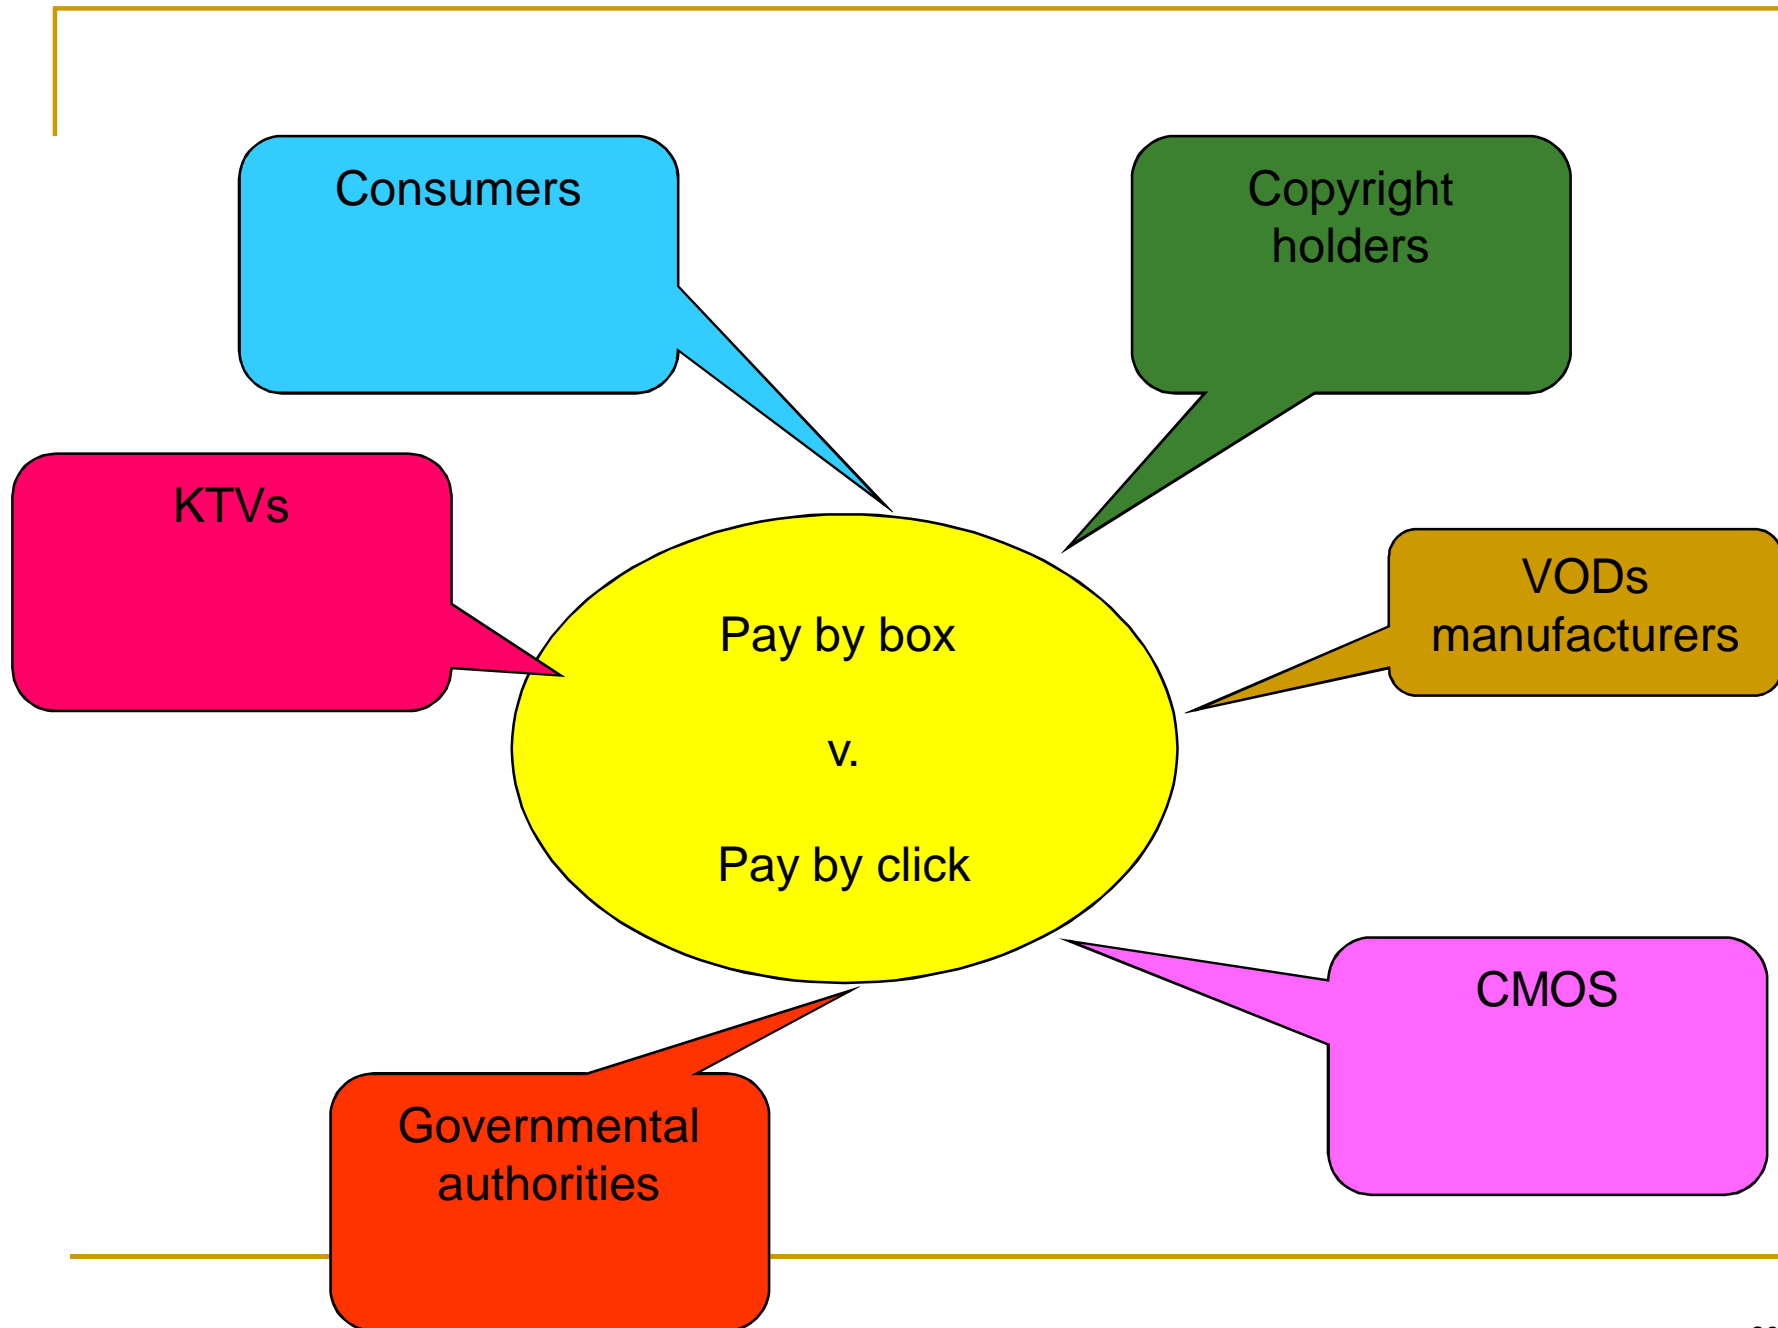 Consumers
Copyright
holders
KTVs
VODs
manufacturers
Pay by box
v.
Pay by click
CMOS
Governmental
authorities